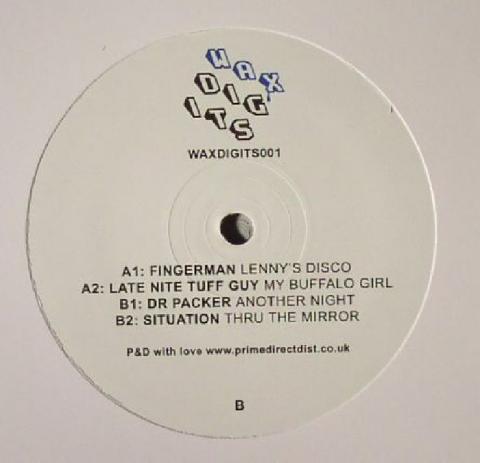 WAX
DIG
ITS
WAXDIGITS001
A1: FINGERMAN LENNY'S DISCO
A2: LATE NITE TUFF GUY MY BUFFALO GIRL
B1: DR PACKER ANOTHER NIGHT
B2: SITUATION THRU THE MIRROR
P&D with love www.primedirectdist.co.uk
B